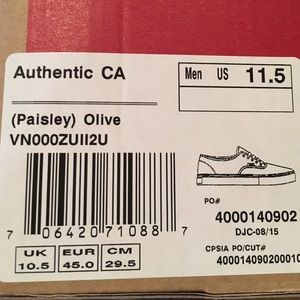 Authentic CA
Men US 11.5
(Paisley) Olive
VN000ZUII2U
PO#
4000140902
DJC-08/15
7 06420 71088 7
CPSIA PO/CUT#
UK EUR CM
10.5 45.0 29.5